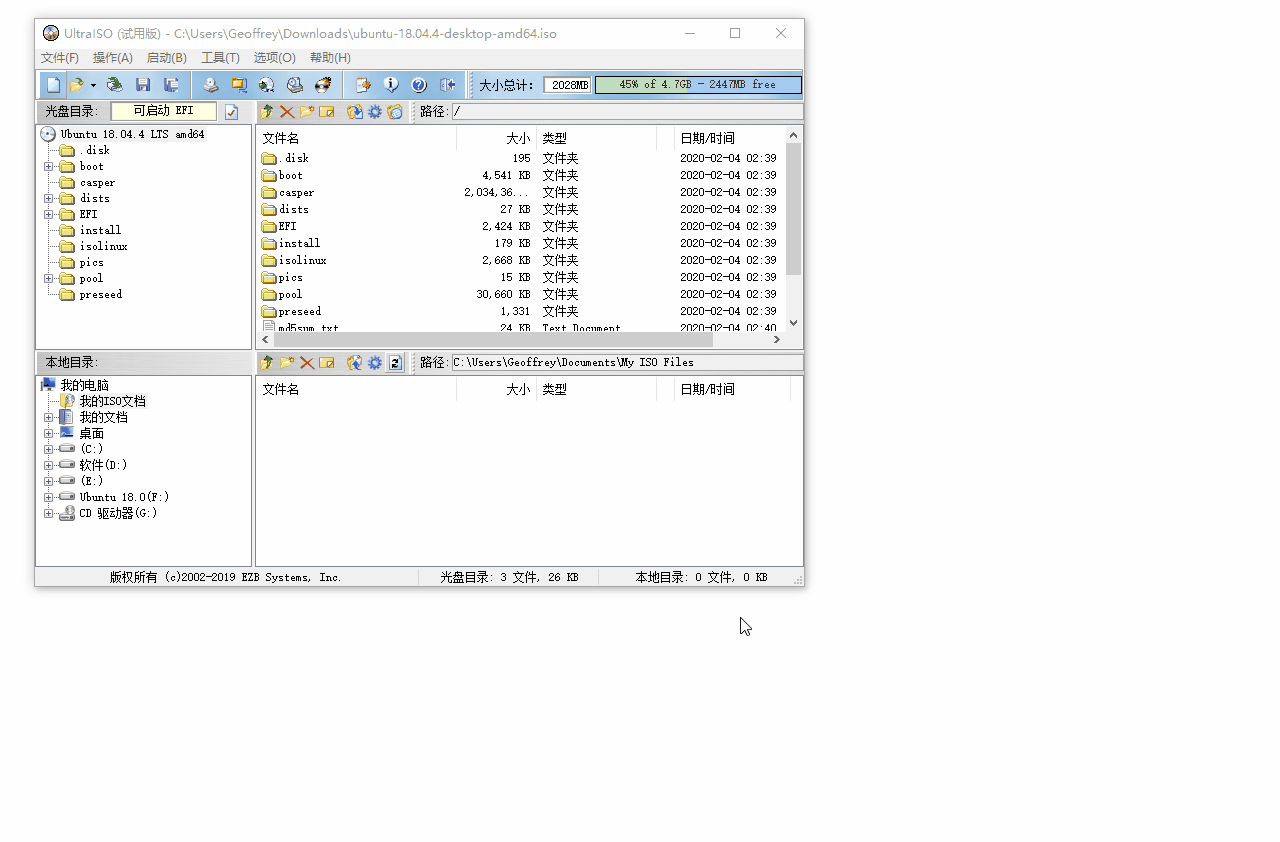 UltraISO (试用版) - C:\Users\Geoffrey\Downloads\ubuntu-18.04.4-desktop-amd64.iso
文件(F) 操作(A) 启动(B) 工具(T) 选项(O) 帮助(H)
大小总计: 2028MB 45% of 4.7GB - 2447MB free
光盘目录: 可启动 EFI 路径: /
Ubuntu 18.04.4 LTS amd64
.disk
boot
casper
dists
EFI
install
isolinux
pics
pool
preseed
文件名 大小 类型 日期/时间
.disk 195 文件夹 2020-02-04 02:39
boot 4,541 KB 文件夹 2020-02-04 02:39
casper 2,034,36... 文件夹 2020-02-04 02:39
dists 27 KB 文件夹 2020-02-04 02:39
EFI 2,424 KB 文件夹 2020-02-04 02:39
install 179 KB 文件夹 2020-02-04 02:39
isolinux 2,668 KB 文件夹 2020-02-04 02:39
pics 15 KB 文件夹 2020-02-04 02:39
pool 30,660 KB 文件夹 2020-02-04 02:39
preseed 1,331 文件夹 2020-02-04 02:39
md5sum.txt 24 KB Text Document 2020-02-04 02:40
本地目录: 路径: C:\Users\Geoffrey\Documents\My ISO Files
我的电脑
我的ISO文档
我的文档
桌面
(C:)
软件(D:)
(E:)
Ubuntu 18.0(F:)
CD 驱动器(G:)
文件名 大小 类型 日期/时间
版权所有 (c)2002-2019 EZB Systems, Inc. 光盘目录: 3 文件, 26 KB 本地目录: 0 文件, 0 KB